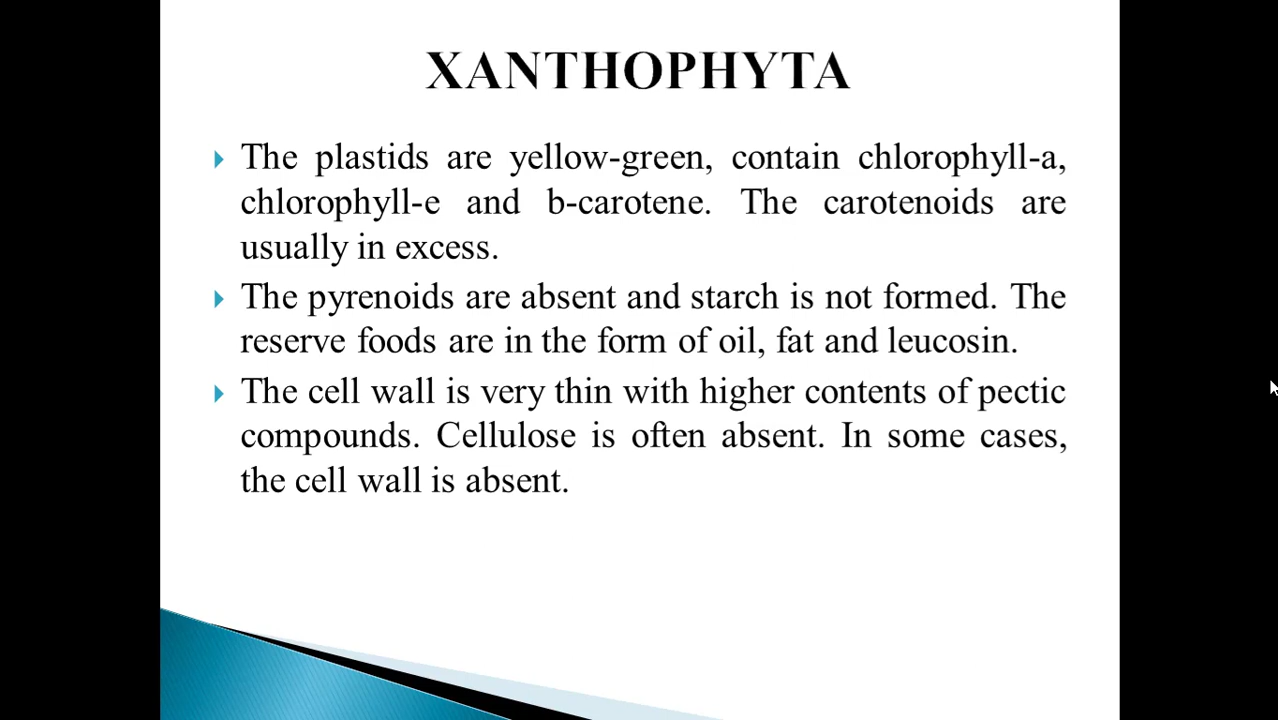 XANTHOPHYTA
The plastids are yellow-green, contain chlorophyll-a,
chlorophyll-e and b-carotene. The carotenoids are
usually in excess.
The pyrenoids are absent and starch is not formed. The
reserve foods are in the form of oil, fat and leucosin.
The cell wall is very thin with higher contents of pectic
compounds. Cellulose is often absent. In some cases,
the cell wall is absent.